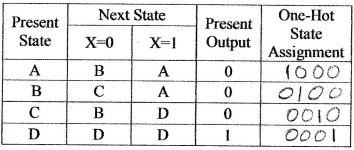 Present State Next State Present Output One-Hot State Assignment
X=0 X=1
A B A 0 1000
B C A 0 0100
C B D 0 0010
D D D 1 0001